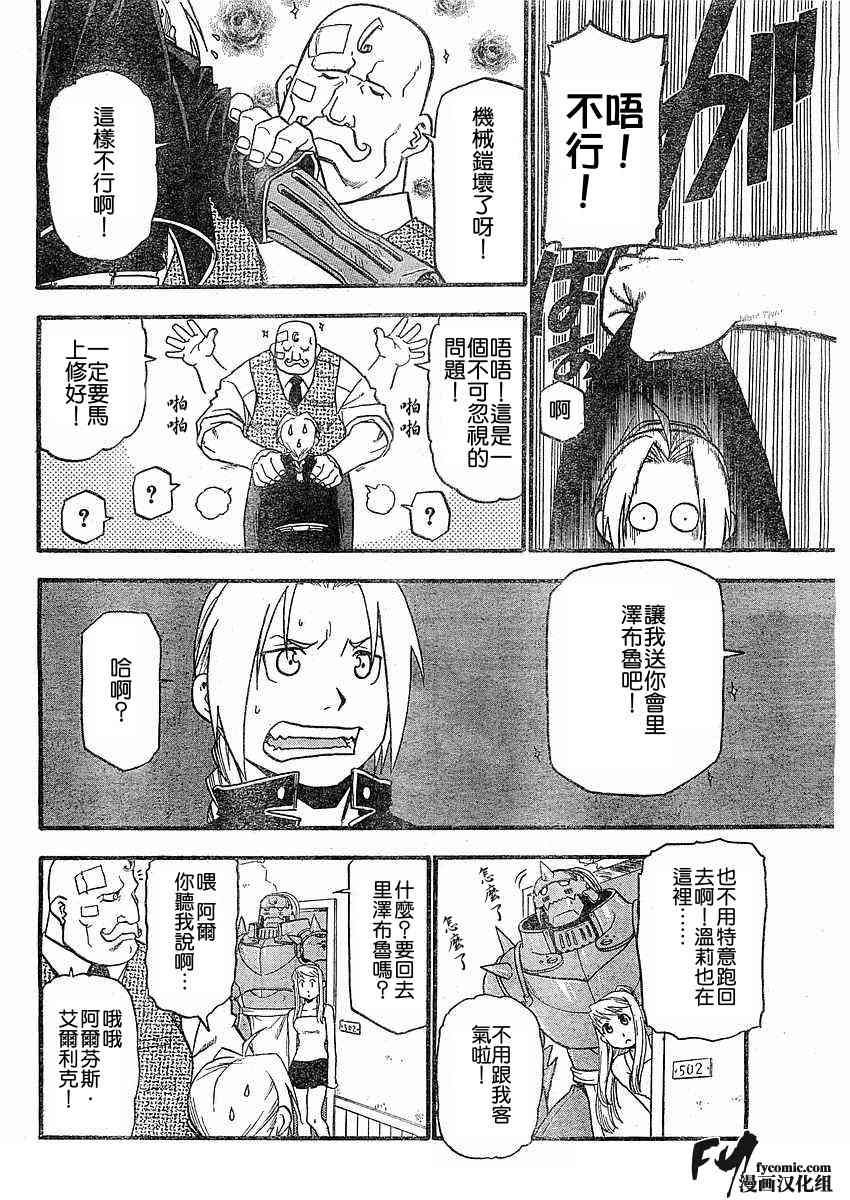 唔！
不行！
ガバ
ばばば
啊
機械鎧壞了呀！
這樣不行啊！
唔唔！這是一
個不可忽視的
問題！
啪
啪
啪
啪
一定要馬
上修好！
？
？
？
讓我送你會里
澤布魯吧！
哈啊？
也不用特意跑回
去啊！溫莉也在
這裡……
怎麼了
怎麼了
502
不用跟我客
氣啦！
什麼？要回去
里澤布魯嗎？
502
喂 阿爾
你聽我說啊…
哦哦
阿爾芬斯．
艾爾利克！
FY
fycomic.com
漫画汉化组